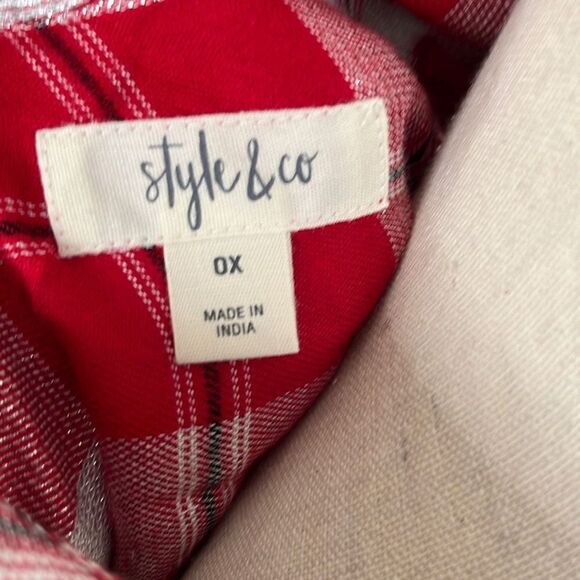 style & co
0X
MADE IN
INDIA